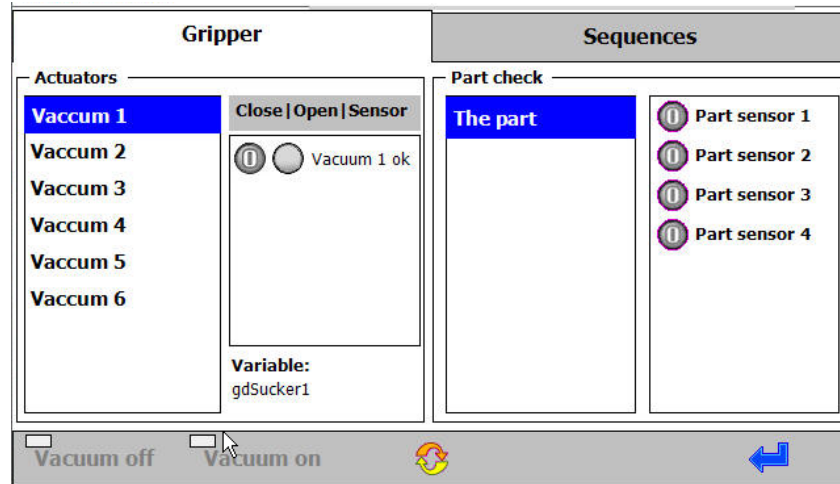 Gripper
Sequences
Actuators
Vaccum 1
Vaccum 2
Vaccum 3
Vaccum 4
Vaccum 5
Vaccum 6
Close|Open|Sensor
Vacuum 1 ok
Variable:
gdSucker1
Part check
The part
Part sensor 1
Part sensor 2
Part sensor 3
Part sensor 4
Vacuum off
Vacuum on